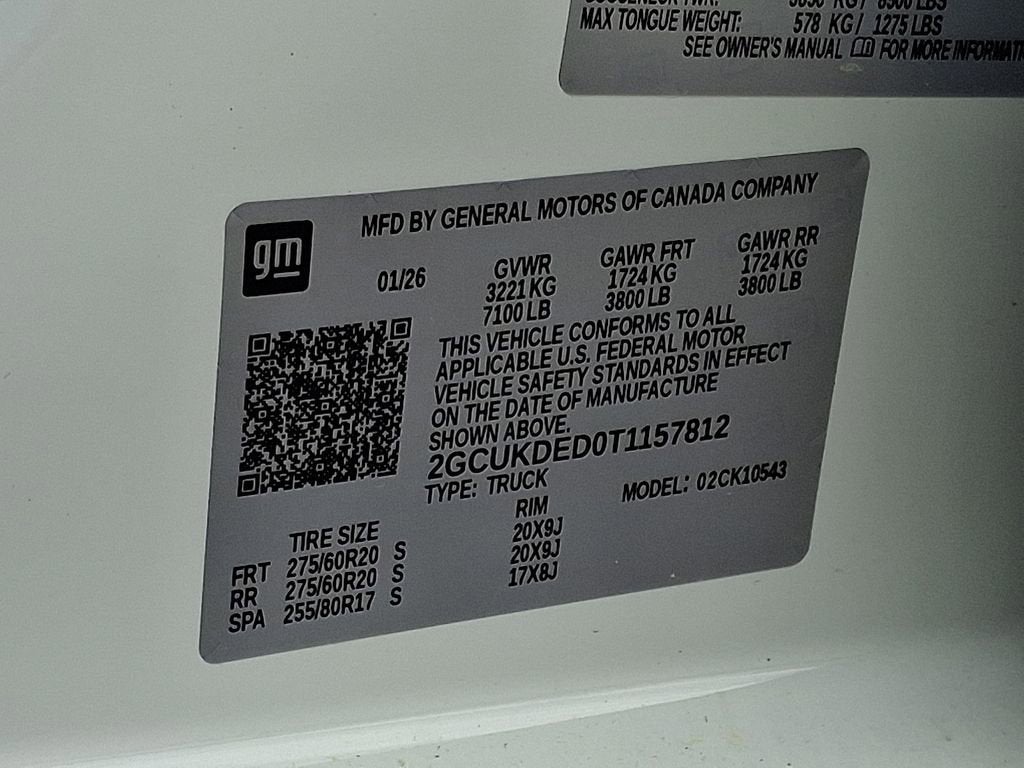 MAX TONGUE WEIGHT: 578 KG / 1275 LBS
SEE OWNER'S MANUAL FOR MORE INFORMATI
gm
MFD BY GENERAL MOTORS OF CANADA COMPANY
01/26 GVWR GAWR FRT GAWR RR
3221 KG 1724 KG 1724 KG
7100 LB 3800 LB 3800 LB
THIS VEHICLE CONFORMS TO ALL
APPLICABLE U.S. FEDERAL MOTOR
VEHICLE SAFETY STANDARDS IN EFFECT
ON THE DATE OF MANUFACTURE
SHOWN ABOVE.
2GCUKDED0T1157812
TYPE: TRUCK MODEL: 02CK10543
TIRE SIZE RIM
FRT 275/60R20 S 20X9J
RR 275/60R20 S 20X9J
SPA 255/80R17 S 17X8J